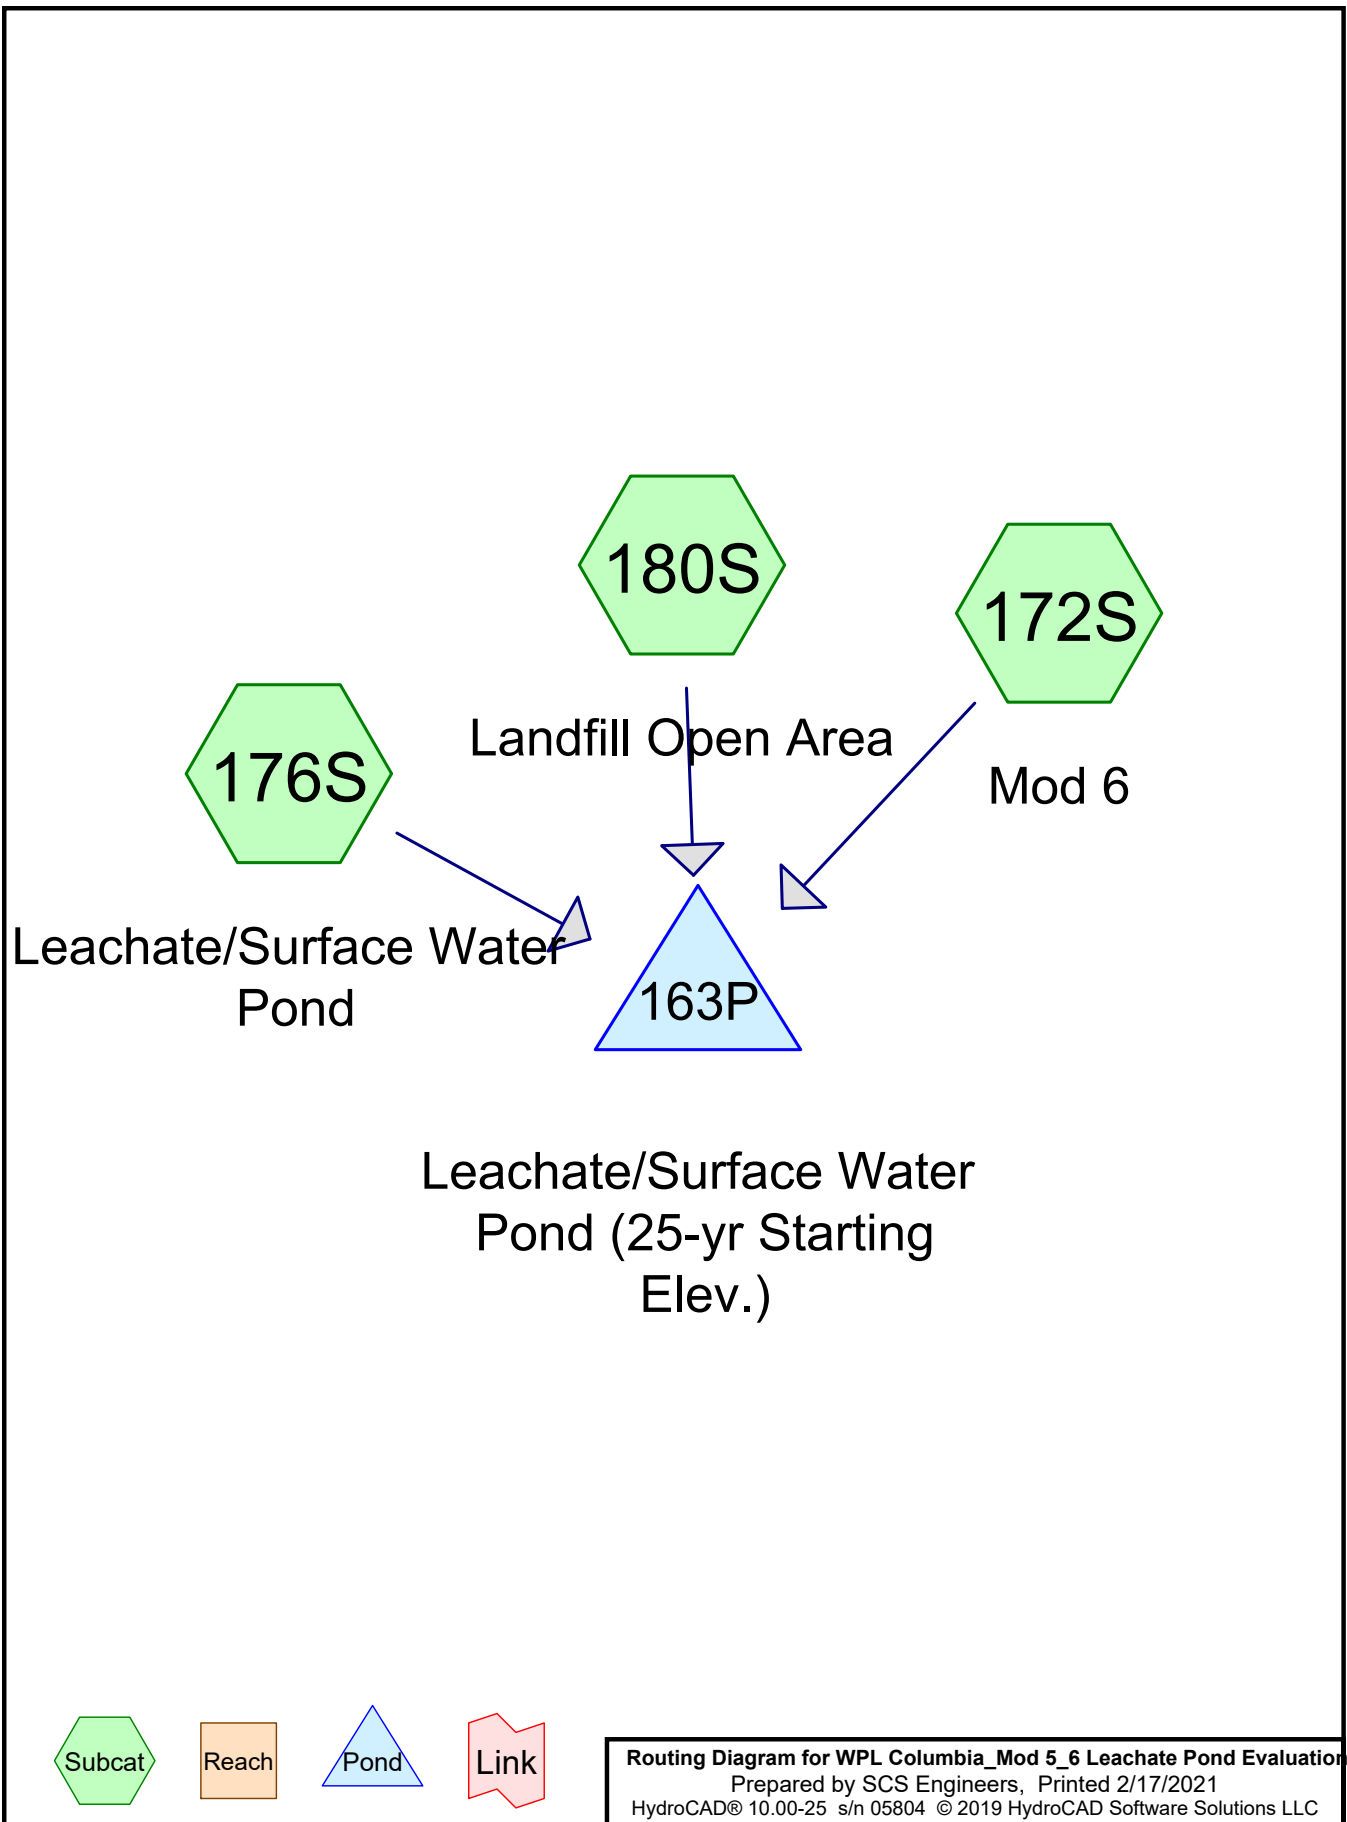 180S
172S
Landfill Open Area
176S
Mod 6
Leachate/Surface Water
Pond
163P
Leachate/Surface Water
Pond (25-yr Starting
Elev.)
Subcat
Reach
Pond
Link
Routing Diagram for WPL Columbia_Mod 5_6 Leachate Pond Evaluation
Prepared by SCS Engineers, Printed 2/17/2021
HydroCAD® 10.00-25 s/n 05804 © 2019 HydroCAD Software Solutions LLC